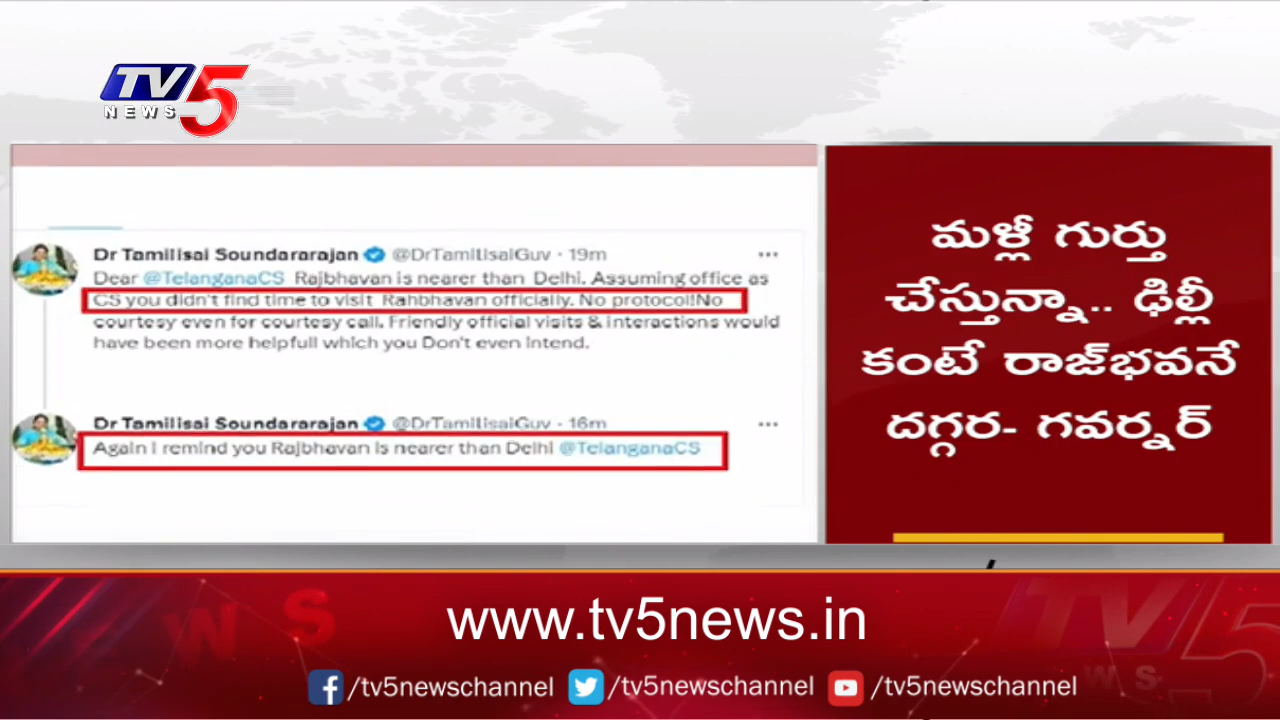 TV5
NEWS
Dr Tamilisai Soundararajan @DrTamilisaiGuv · 19m
Dear @TelanganaCS Rajbhavan is nearer than Delhi. Assuming office as
CS you didn't find time to visit Rahbhavan officially. No protocol!No
courtesy even for courtesy call. Friendly official visits & interactions would
have been more helpfull which you Don't even intend.
Dr Tamilisai Soundararajan @DrTamilisaiGuv · 16m
Again I remind you Rajbhavan is nearer than Delhi @TelanganaCS
మళ్లీ గుర్తు
చేస్తున్నా.. ఢిల్లీ
కంటే రాజ్‌భవనే
దగ్గర- గవర్నర్
www.tv5news.in
/tv5newschannel /tv5newschannel /tv5newschannel